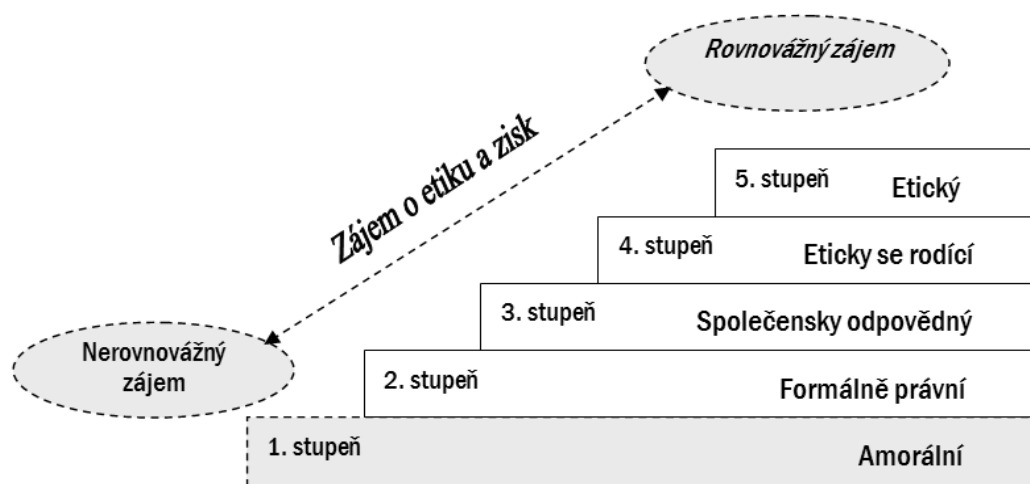 Rovnovážný zájem
Zájem o etiku a zisk
5. stupeň Etický
4. stupeň Eticky se rodící
3. stupeň Společensky odpovědný
Nerovnovážný
zájem
2. stupeň Formálně právní
1. stupeň Amorální